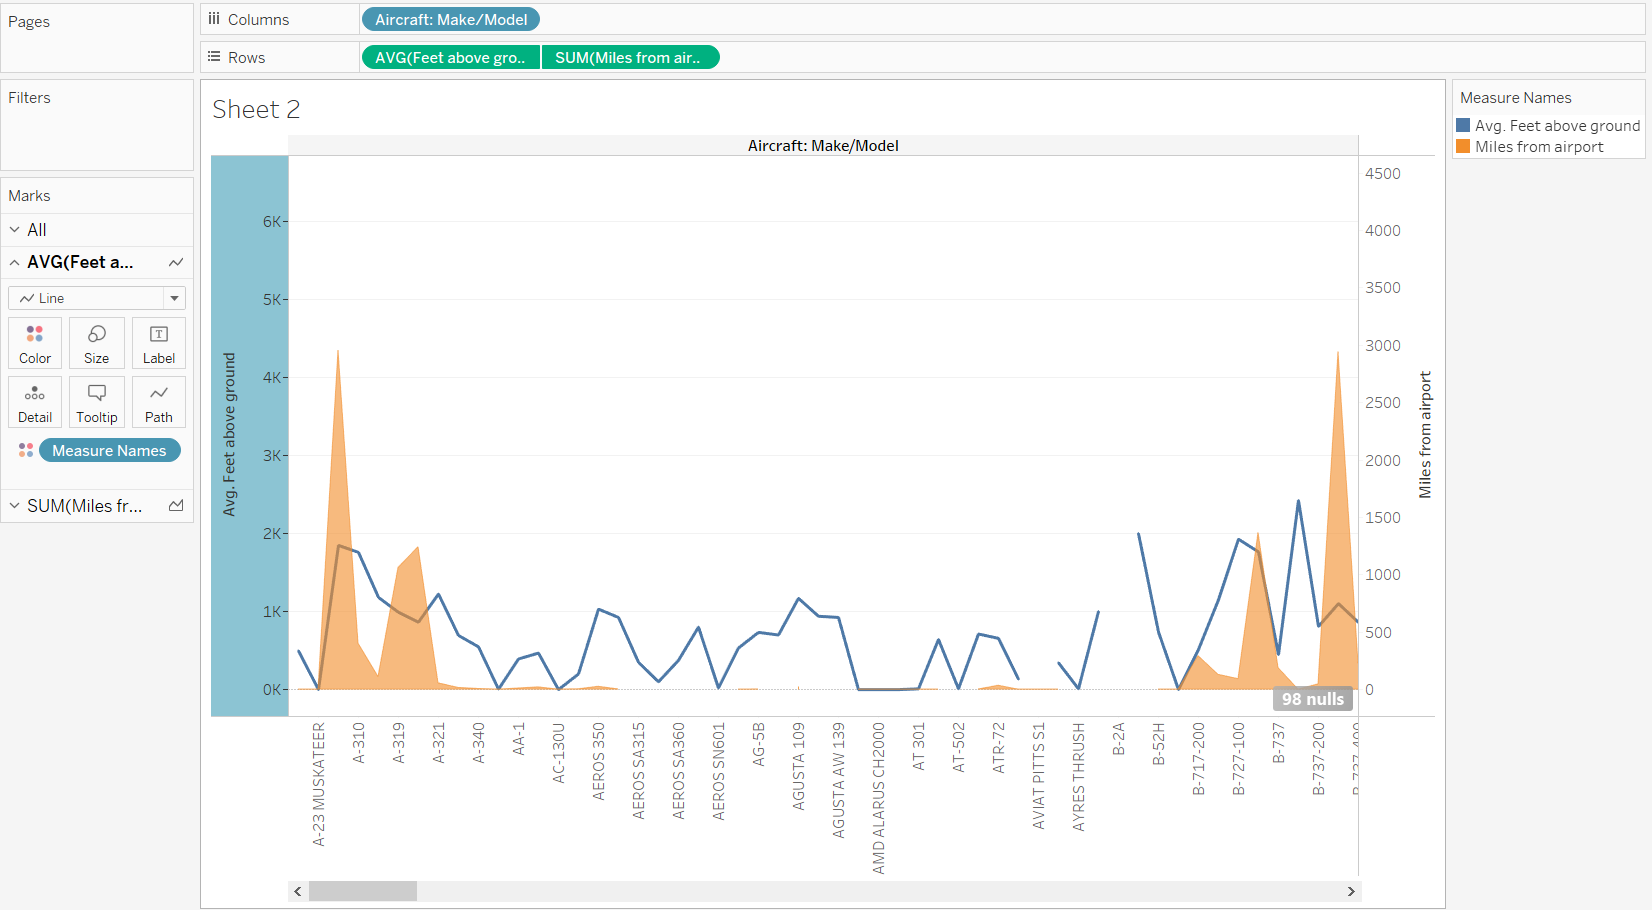 Pages
Columns
Aircraft: Make/Model
Rows
AVG(Feet above gro..
SUM(Miles from air..
Filters
Marks
All
AVG(Feet a...
Line
Color
Size
Label
Detail
Tooltip
Path
Measure Names
SUM(Miles fr...
Sheet 2
Aircraft: Make/Model
Avg. Feet above ground
6K
5K
4K
3K
2K
1K
0K
4500
4000
3500
3000
2500
2000
1500
1000
500
0
Miles from airport
98 nulls
A-23 MUSKATEER
A-310
A-319
A-321
A-340
AA-1
AC-130U
AEROS 350
AEROS SA315
AEROS SA360
AEROS SN601
AG-5B
AGUSTA 109
AGUSTA AW 139
AMD ALARUS CH2000
AT 301
AT-502
ATR-72
AVIAT PITTS S1
AYRES THRUSH
B-2A
B-52H
B-717-200
B-727-100
B-737
B-737-200
Measure Names
Avg. Feet above ground
Miles from airport